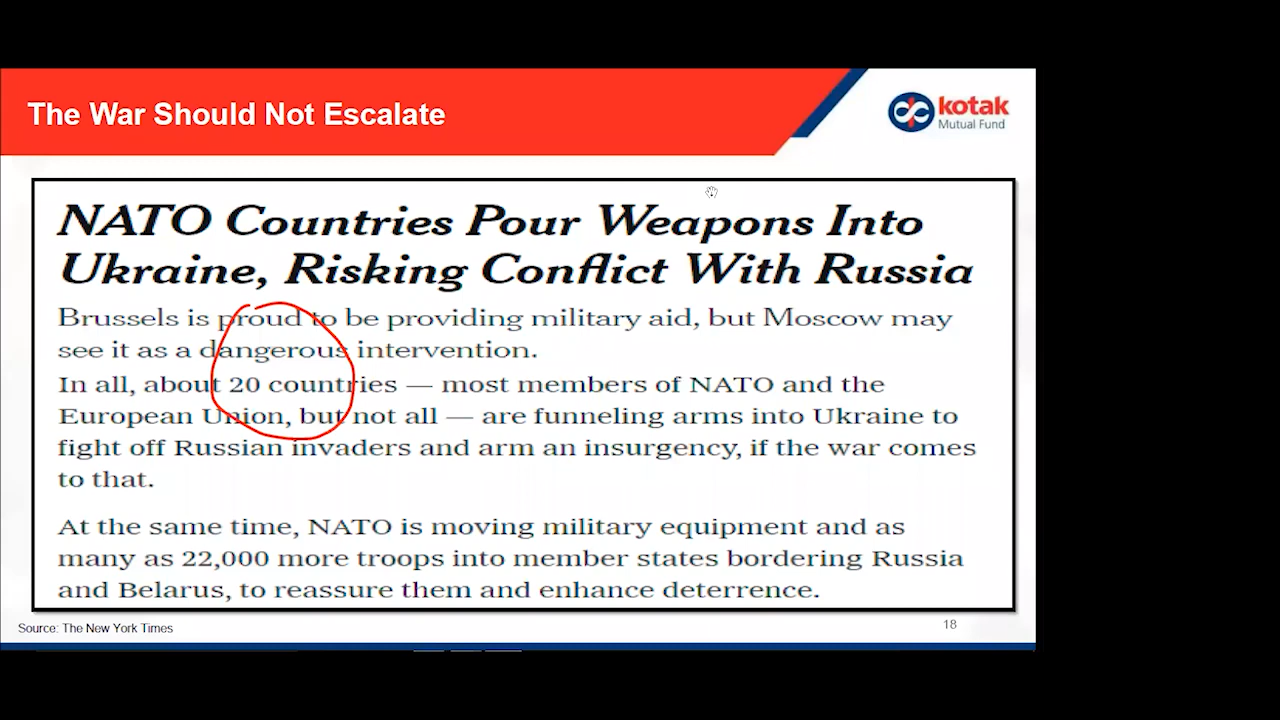 The War Should Not Escalate
kotak
Mutual Fund
NATO Countries Pour Weapons Into
Ukraine, Risking Conflict With Russia
Brussels is proud to be providing military aid, but Moscow may
see it as a dangerous intervention.
In all, about 20 countries — most members of NATO and the
European Union, but not all — are funneling arms into Ukraine to
fight off Russian invaders and arm an insurgency, if the war comes
to that.
At the same time, NATO is moving military equipment and as
many as 22,000 more troops into member states bordering Russia
and Belarus, to reassure them and enhance deterrence.
Source: The New York Times
18